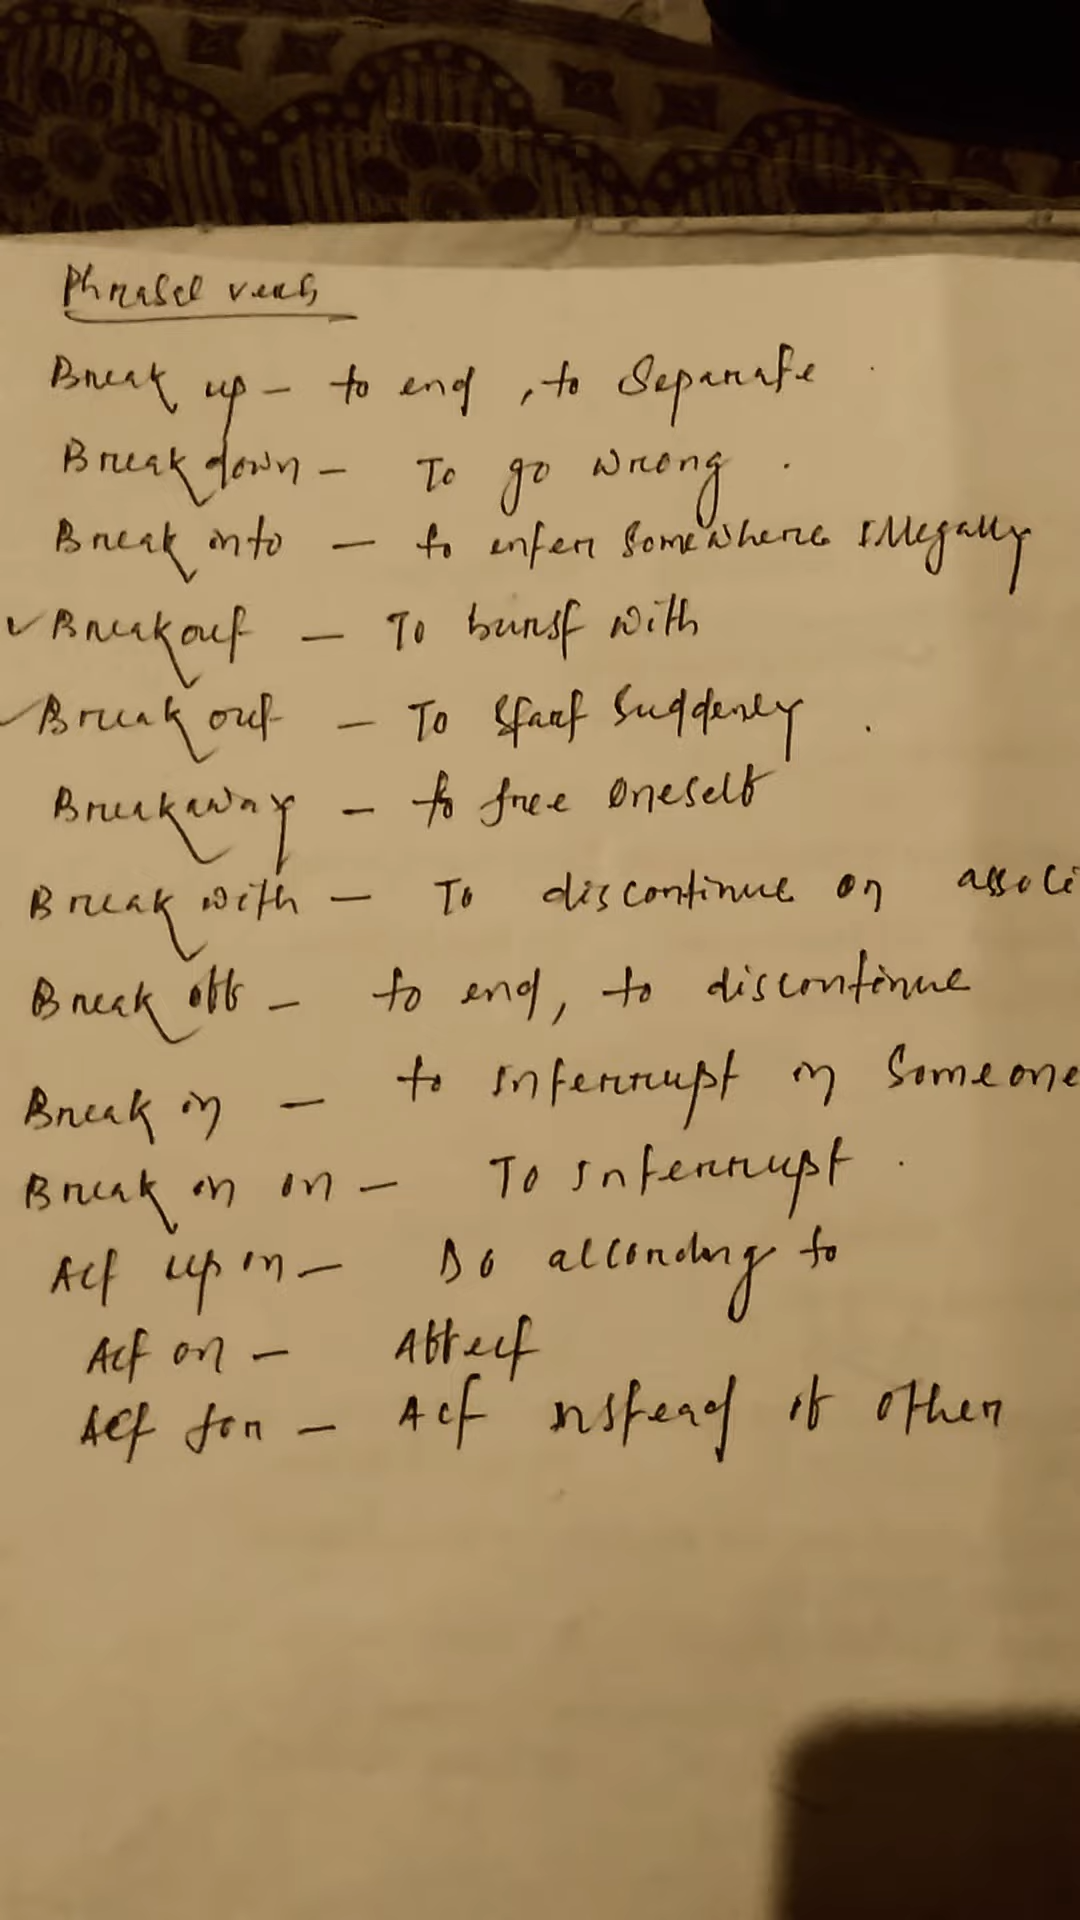 Phrasel verbs
Break up - to end, to Separate.
Break down - To go wrong.
Break into - to enter Somewhere illegally
✓ Breakout - To burst with
✓ Break out - To Start Suddenly.
Breakaway - to free Oneself
Break with - To discontinue an associ
Break off - to end, to discontinue
Break in - to interrupt in Someone
Break in on - To interrupt.
Act upon - Do according to
Act on - Affect
Act for - Act instead of other